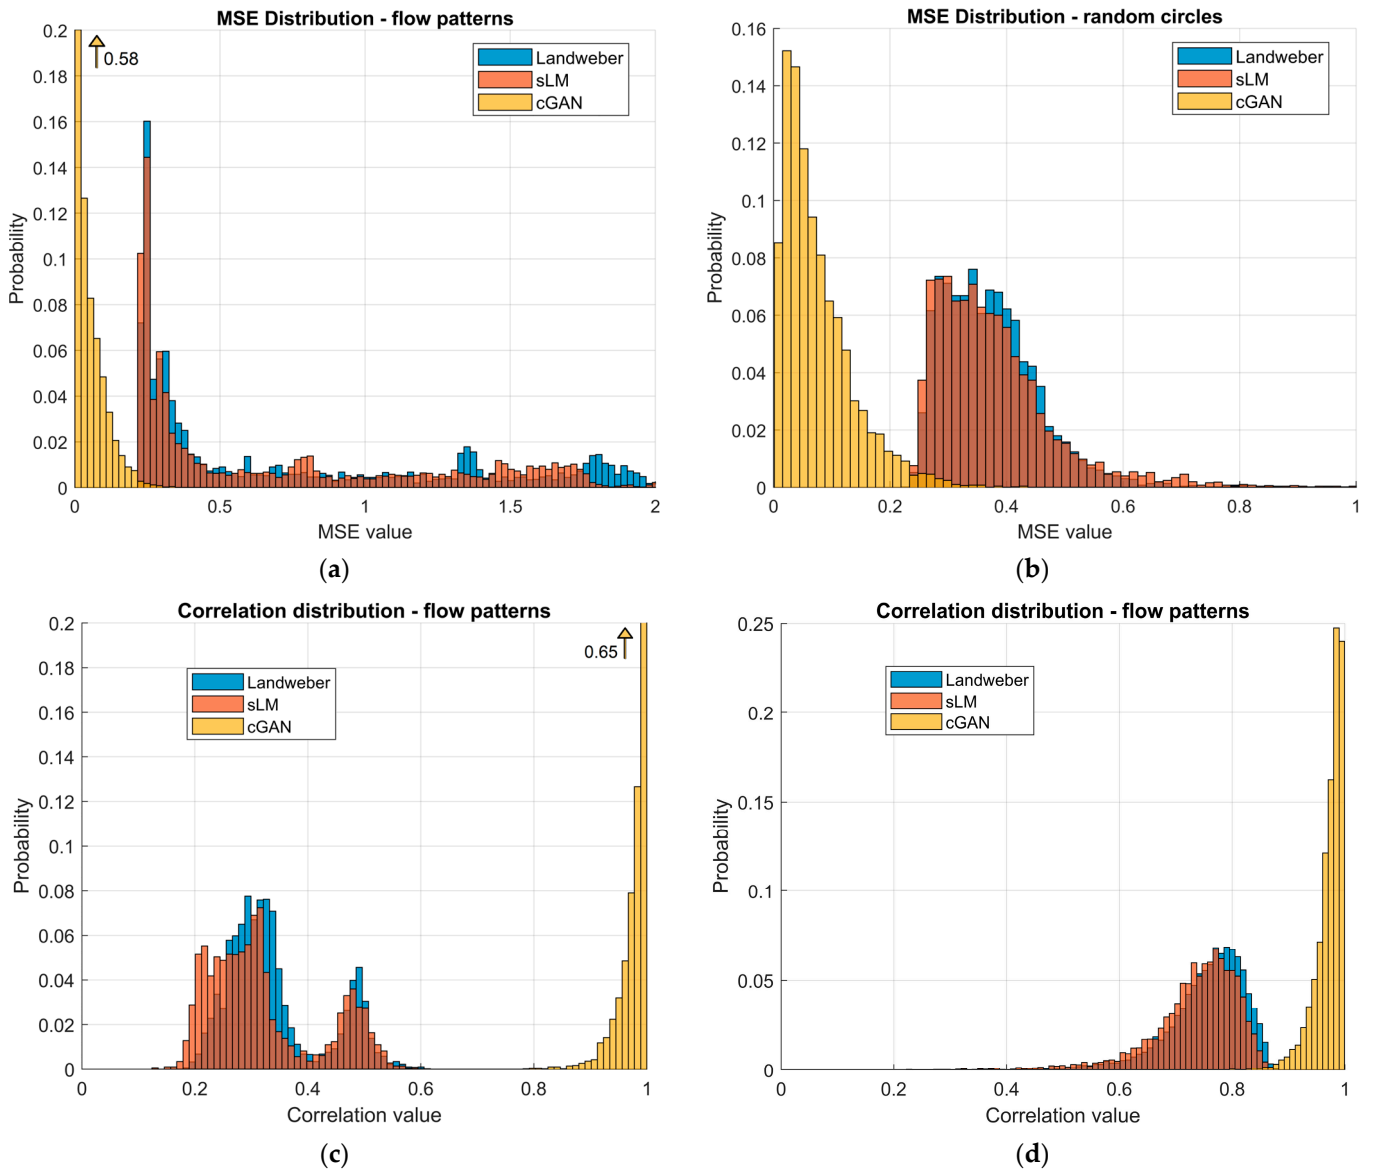 MSE Distribution - flow patterns
0.2
0.18
0.16
0.14
0.12
0.1
0.08
0.06
0.04
0.02
0
Probability
0.58
Landweber
sLM
cGAN
0
0.5
1
1.5
2
MSE value
(a)
MSE Distribution - random circles
0.16
0.14
0.12
0.1
0.08
0.06
0.04
0.02
0
Probability
Landweber
sLM
cGAN
0
0.2
0.4
0.6
0.8
1
MSE value
(b)
Correlation distribution - flow patterns
0.2
0.18
0.16
0.14
0.12
0.1
0.08
0.06
0.04
0.02
0
Probability
0.65
Landweber
sLM
cGAN
0
0.2
0.4
0.6
0.8
1
Correlation value
(c)
Correlation distribution - flow patterns
0.25
0.2
0.15
0.1
0.05
0
Probability
Landweber
sLM
cGAN
0
0.2
0.4
0.6
0.8
1
Correlation value
(d)